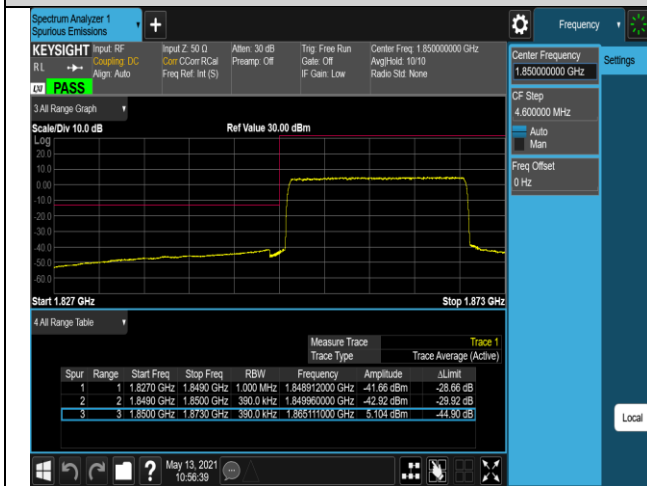 Spectrum Analyzer 1
Spurious Emissions
Frequency
KEYSIGHT Input: RF Input Z: 50 Ω Atten: 30 dB Trig: Free Run Center Freq: 1.850000000 GHz
RL Coupling: DC Corr CCorr RCal Preamp: Off Gate: Off Avg|Hold: 10/10
Align: Auto Freq Ref: Int (S) IF Gain: Low Radio Std: None
LXI PASS
Center Frequency
1.850000000 GHz
Settings
CF Step
4.600000 MHz
Auto
Man
Freq Offset
0 Hz
3 All Range Graph
Scale/Div 10.0 dB Ref Value 30.00 dBm
Log
20.0
10.0
0.00
-10.0
-20.0
-30.0
-40.0
-50.0
-60.0
Start 1.827 GHz Stop 1.873 GHz
4 All Range Table
Measure Trace Trace 1
Trace Type Trace Average (Active)
Spur Range Start Freq Stop Freq RBW Frequency Amplitude ΔLimit
1 1 1.8270 GHz 1.8490 GHz 1.000 MHz 1.848912000 GHz -41.66 dBm -28.66 dB
2 2 1.8490 GHz 1.8500 GHz 390.0 kHz 1.849960000 GHz -42.92 dBm -29.92 dB
3 3 1.8500 GHz 1.8730 GHz 390.0 kHz 1.865111000 GHz 5.104 dBm -44.90 dB
Local
? May 13, 2021
10:56:39